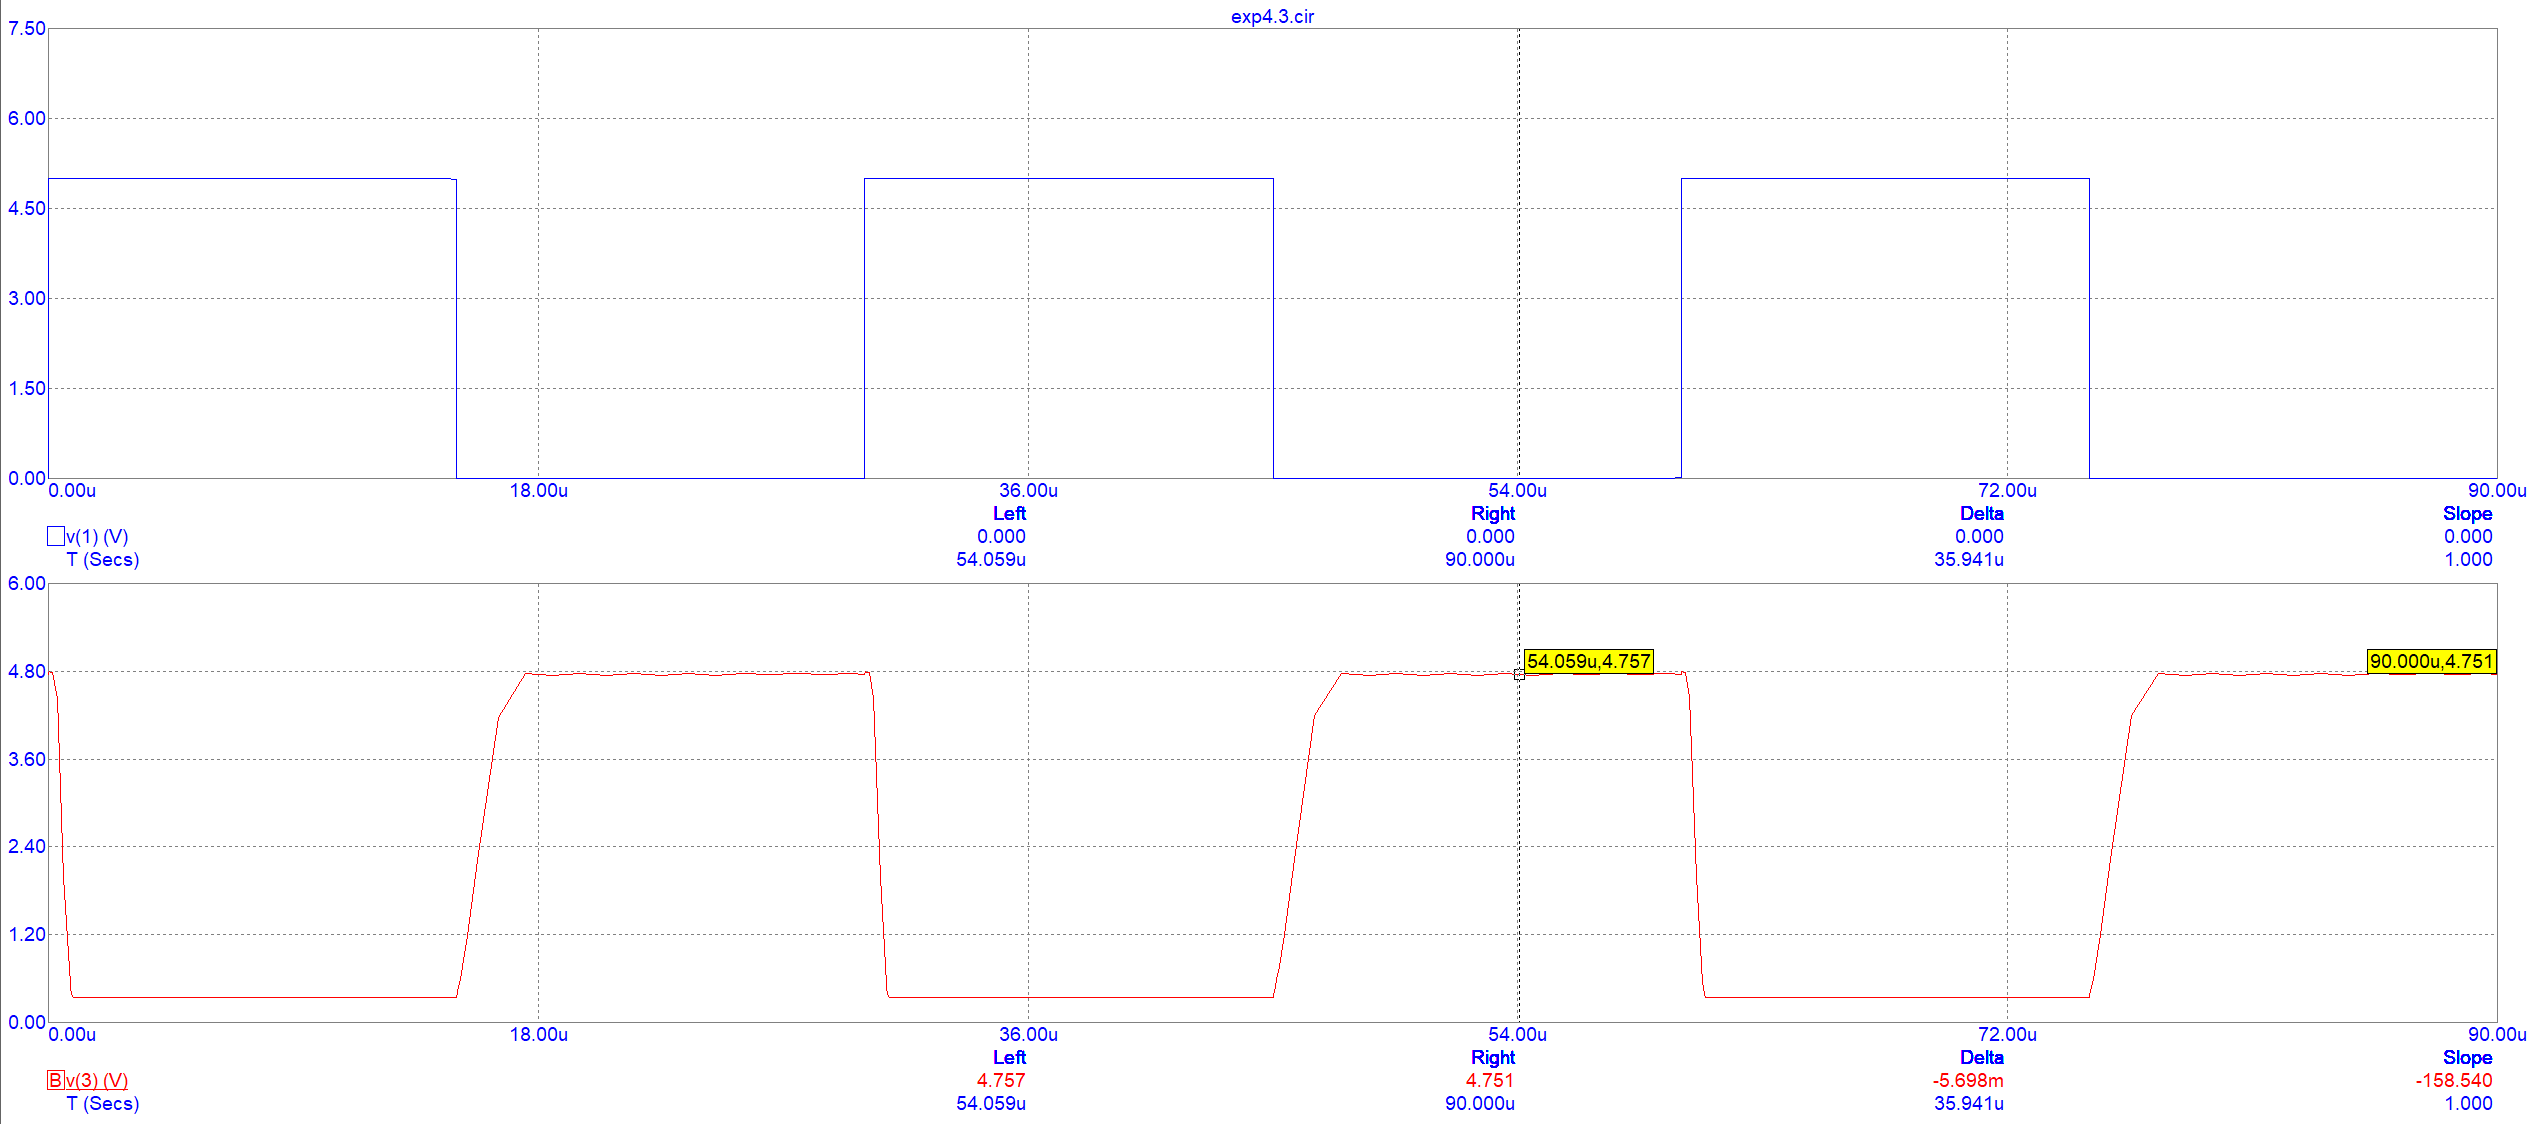 exp4.3.cir
7.50
6.00
4.50
3.00
1.50
0.00
0.00u 18.00u 36.00u 54.00u 72.00u 90.00u
Left Right Delta Slope
v(1) (V) 0.000 0.000 0.000 0.000
T (Secs) 54.059u 90.000u 35.941u 1.000
6.00
54.059u,4.757 90.000u,4.751
4.80
3.60
2.40
1.20
0.00
0.00u 18.00u 36.00u 54.00u 72.00u 90.00u
Left Right Delta Slope
B v(3) (V) 4.757 4.751 -5.698m -158.540
T (Secs) 54.059u 90.000u 35.941u 1.000